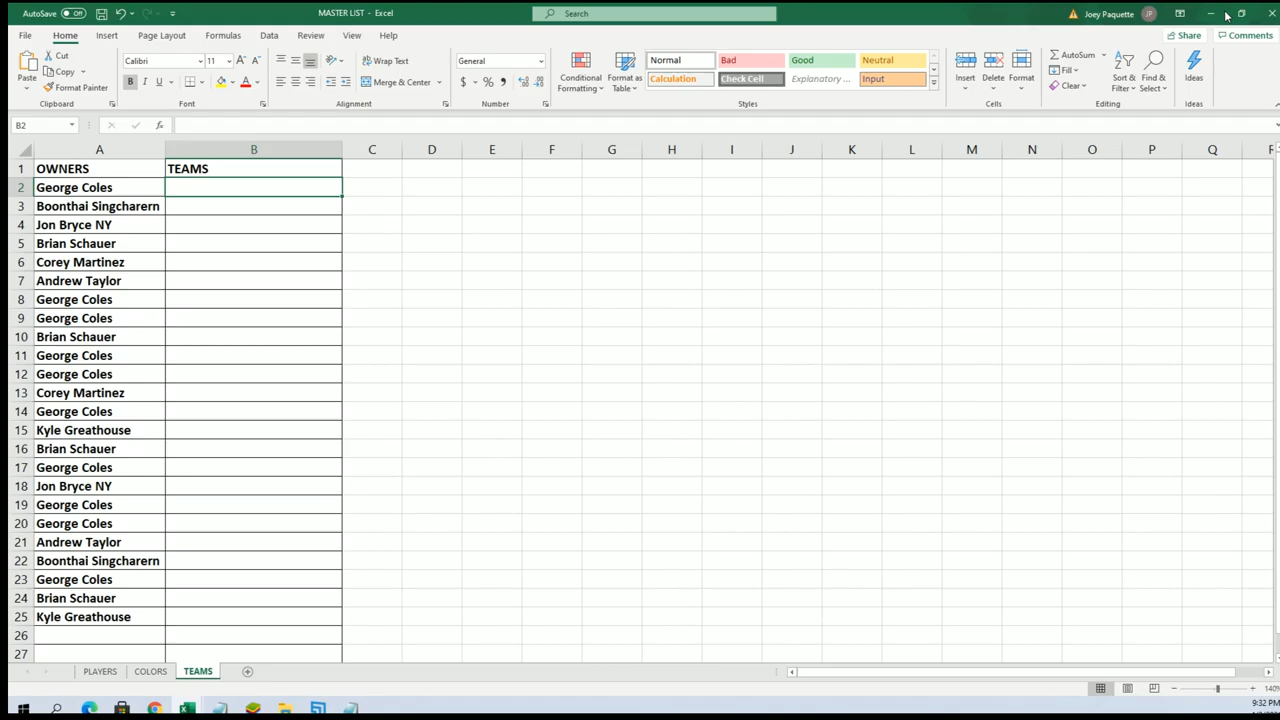 AutoSave Off MASTER LIST - Excel Search Joey Paquette JP
File Home Insert Page Layout Formulas Data Review View Help Share Comments
Cut Calibri 11 Wrap Text General Normal Bad Good Neutral AutoSum
Copy Paste Format Painter B I U Merge & Center $ % Conditional Formatting Format as Table Calculation Check Cell Explanatory ... Input Insert Delete Format Fill Clear Sort & Filter Find & Select Ideas
Clipboard Font Alignment Number Styles Cells Editing Ideas
B2 fx
A B C D E F G H I J K L M N O P Q
1 OWNERS TEAMS
2 George Coles
3 Boonthai Singcharern
4 Jon Bryce NY
5 Brian Schauer
6 Corey Martinez
7 Andrew Taylor
8 George Coles
9 George Coles
10 Brian Schauer
11 George Coles
12 George Coles
13 Corey Martinez
14 George Coles
15 Kyle Greathouse
16 Brian Schauer
17 George Coles
18 Jon Bryce NY
19 George Coles
20 George Coles
21 Andrew Taylor
22 Boonthai Singcharern
23 George Coles
24 Brian Schauer
25 Kyle Greathouse
26
27
PLAYERS COLORS TEAMS
140%
9:32 PM